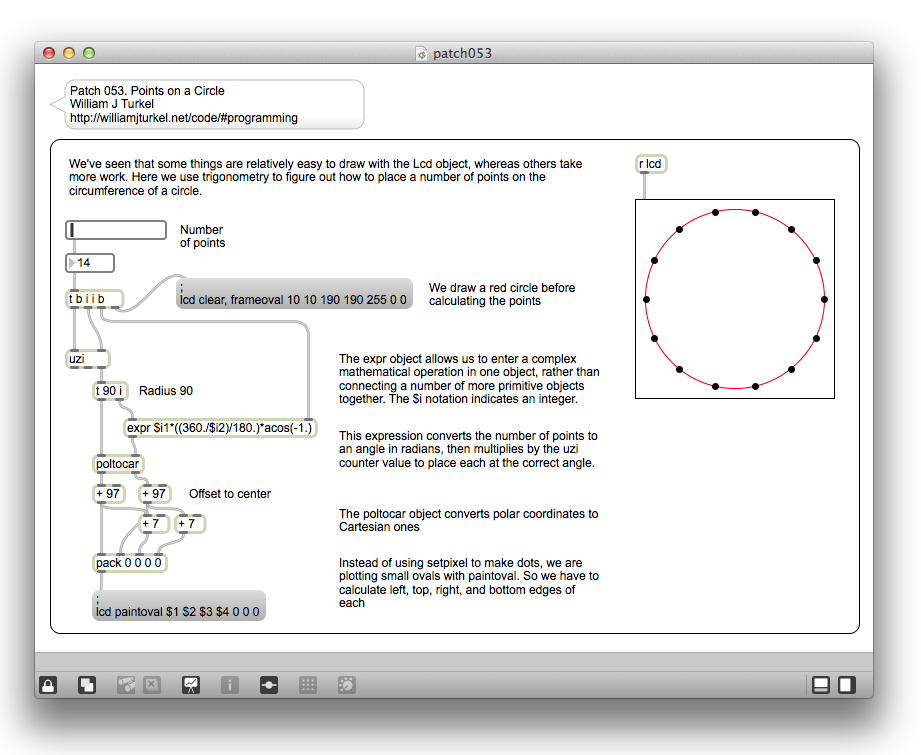 patch053
Patch 053. Points on a Circle
William J Turkel
http://williamjturkel.net/code/#programming
We've seen that some things are relatively easy to draw with the Lcd object, whereas others take
more work. Here we use trigonometry to figure out how to place a number of points on the
circumference of a circle.
r lcd
Number
of points
14
t b i i b
;
lcd clear, frameoval 10 10 190 190 255 0 0
We draw a red circle before
calculating the points
uzi
The expr object allows us to enter a complex
mathematical operation in one object, rather than
connecting a number of more primitive objects
together. The $i notation indicates an integer.
t 90 i
Radius 90
expr $i1*((360./$i2)/180.)*acos(-1.)
This expression converts the number of points to
an angle in radians, then multiplies by the uzi
counter value to place each at the correct angle.
poltocar
+ 97
+ 97
Offset to center
+ 7
+ 7
The poltocar object converts polar coordinates to
Cartesian ones
pack 0 0 0 0
Instead of using setpixel to make dots, we are
plotting small ovals with paintoval. So we have to
calculate left, top, right, and bottom edges of
each
;
lcd paintoval $1 $2 $3 $4 0 0 0